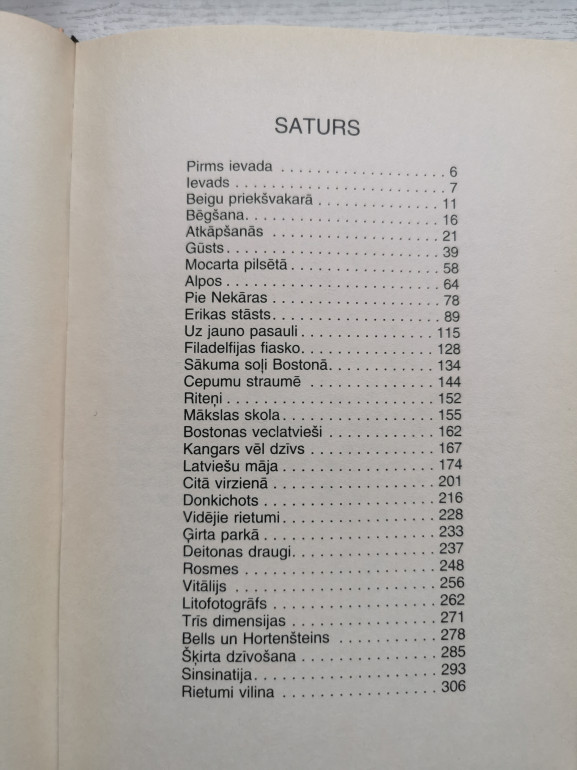 SATURS
Pirms ievada . . . . . . . . . . . . . . . . . . . 6
Ievads . . . . . . . . . . . . . . . . . . . . . . . . 7
Beigu priekšvakarā . . . . . . . . . . . . . . 11
Bēgšana. . . . . . . . . . . . . . . . . . . . . . 16
Atkāpšanās . . . . . . . . . . . . . . . . . . . 21
Gūsts. . . . . . . . . . . . . . . . . . . . . . . . 39
Mocarta pilsētā . . . . . . . . . . . . . . . . . 58
Alpos . . . . . . . . . . . . . . . . . . . . . . . . 64
Pie Nekāras . . . . . . . . . . . . . . . . . . . 78
Erikas stāsts. . . . . . . . . . . . . . . . . . . 89
Uz jauno pasauli . . . . . . . . . . . . . . . 115
Filadelfijas fiasko. . . . . . . . . . . . . . . 128
Sākuma soļi Bostonā. . . . . . . . . . . . 134
Cepumu straumē . . . . . . . . . . . . . . 144
Riteņi . . . . . . . . . . . . . . . . . . . . . . . 152
Mākslas skola. . . . . . . . . . . . . . . . . 155
Bostonas veclatvieši . . . . . . . . . . . . 162
Kangars vēl dzīvs . . . . . . . . . . . . . . 167
Latviešu māja . . . . . . . . . . . . . . . . . 174
Citā virzienā . . . . . . . . . . . . . . . . . . 201
Donkichots . . . . . . . . . . . . . . . . . . . 216
Vidējie rietumi. . . . . . . . . . . . . . . . . 228
Ģirta parkā . . . . . . . . . . . . . . . . . . . 233
Deitonas draugi. . . . . . . . . . . . . . . . 237
Rosmes . . . . . . . . . . . . . . . . . . . . . 248
Vitālijs . . . . . . . . . . . . . . . . . . . . . . 256
Litofotogrāfs . . . . . . . . . . . . . . . . . . 262
Trīs dimensijas . . . . . . . . . . . . . . . . 271
Bells un Hortenšteins . . . . . . . . . . . 278
Šķirta dzīvošana . . . . . . . . . . . . . . . 285
Sinsinatija. . . . . . . . . . . . . . . . . . . . 293
Rietumi vilina . . . . . . . . . . . . . . . . . 306